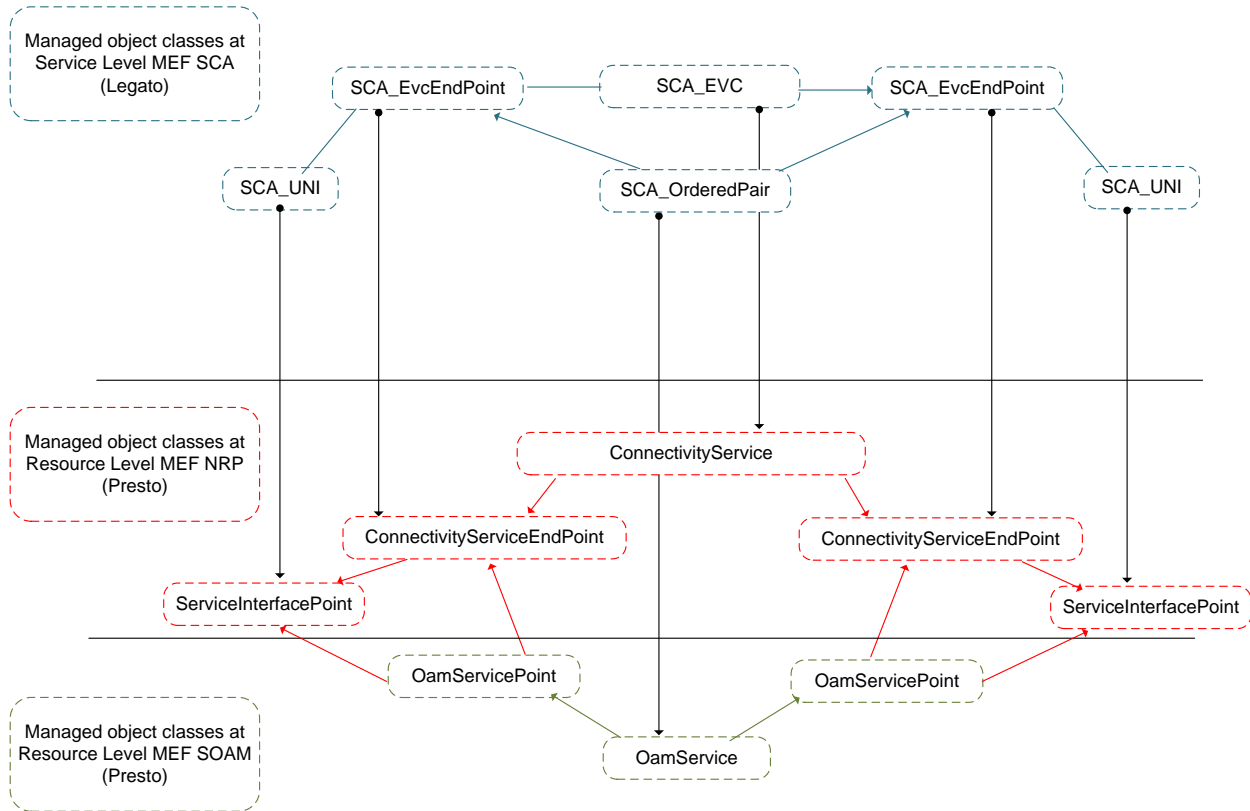 Managed object classes at
Service Level MEF SCA
(Legato)
SCA_EvcEndPoint
SCA_EVC
SCA_EvcEndPoint
SCA_UNI
SCA_OrderedPair
SCA_UNI
Managed object classes at
Resource Level MEF NRP
(Presto)
ConnectivityService
ConnectivityServiceEndPoint
ConnectivityServiceEndPoint
ServiceInterfacePoint
ServiceInterfacePoint
OamServicePoint
OamServicePoint
Managed object classes at
Resource Level MEF SOAM
(Presto)
OamService